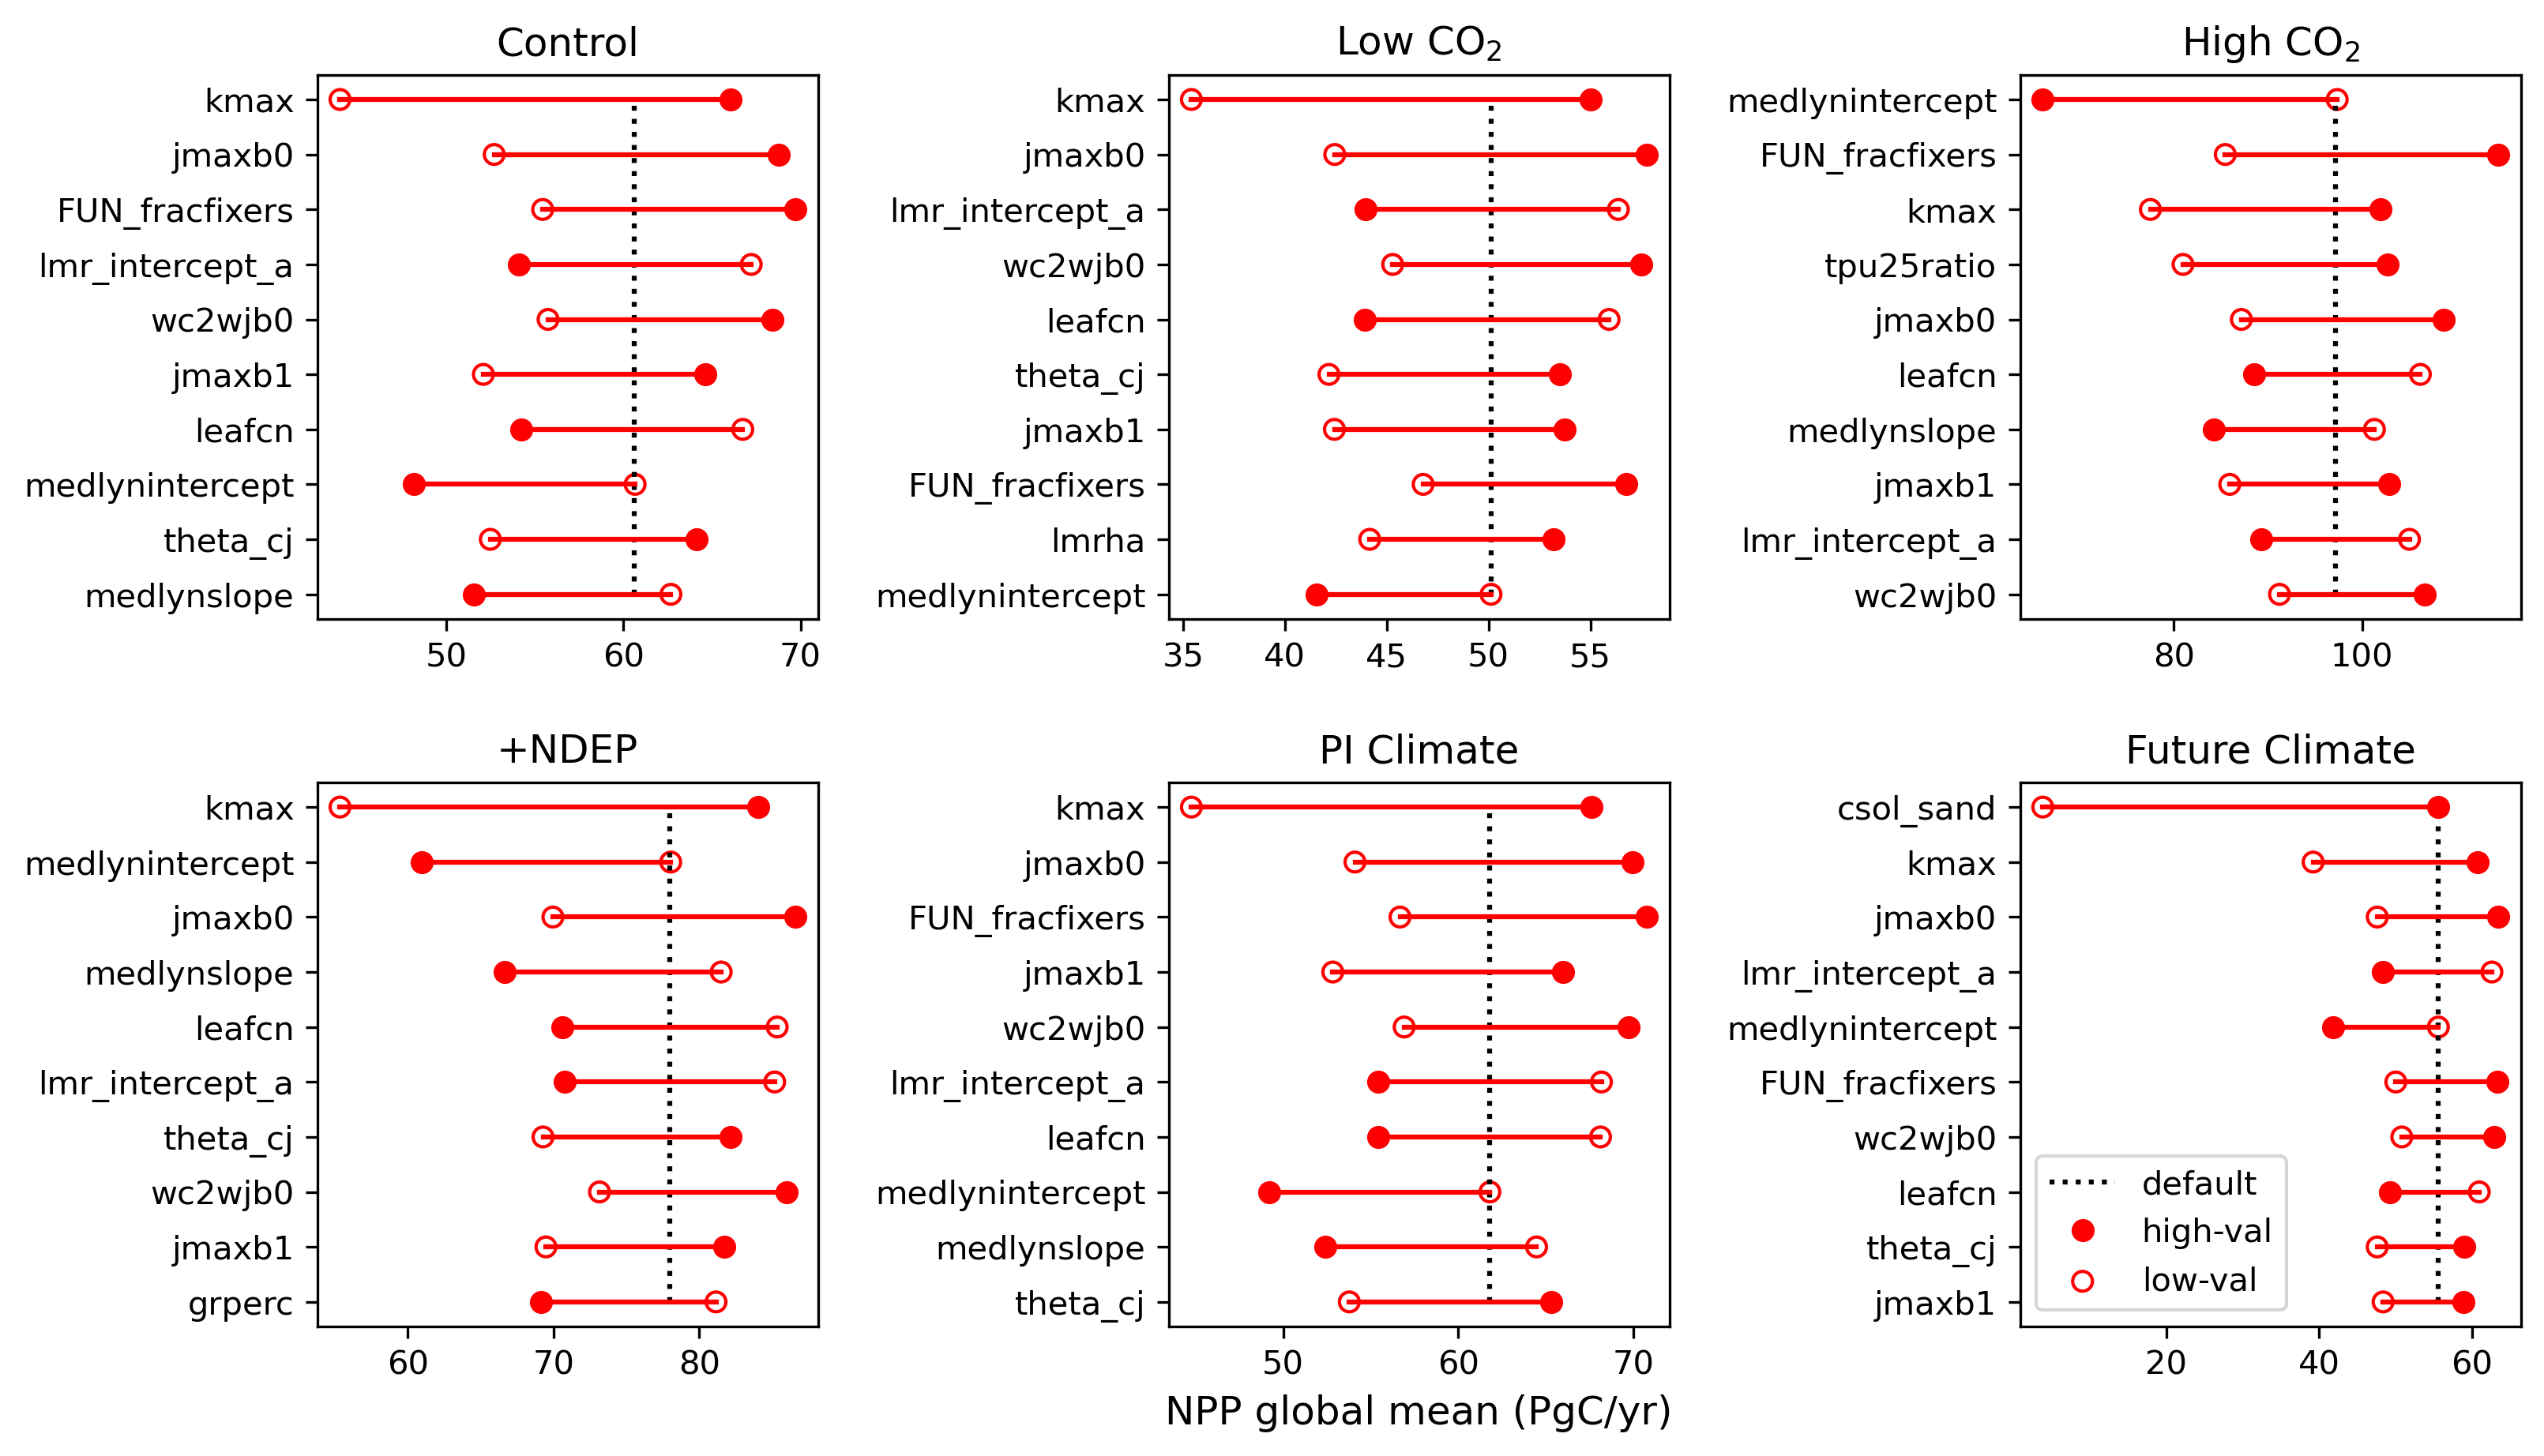 Control
kmax
jmaxb0
FUN_fracfixers
lmr_intercept_a
wc2wjb0
jmaxb1
leafcn
medlynintercept
theta_cj
medlynslope
50 60 70
Low CO₂
kmax
jmaxb0
lmr_intercept_a
wc2wjb0
leafcn
theta_cj
jmaxb1
FUN_fracfixers
lmrha
medlynintercept
35 40 45 50 55
High CO₂
medlynintercept
FUN_fracfixers
kmax
tpu25ratio
jmaxb0
leafcn
medlynslope
jmaxb1
lmr_intercept_a
wc2wjb0
80 100
+NDEP
kmax
medlynintercept
jmaxb0
medlynslope
leafcn
lmr_intercept_a
theta_cj
wc2wjb0
jmaxb1
grperc
60 70 80
PI Climate
kmax
jmaxb0
FUN_fracfixers
jmaxb1
wc2wjb0
lmr_intercept_a
leafcn
medlynintercept
medlynslope
theta_cj
50 60 70
NPP global mean (PgC/yr)
Future Climate
csol_sand
kmax
jmaxb0
lmr_intercept_a
medlynintercept
FUN_fracfixers
wc2wjb0
leafcn
theta_cj
jmaxb1
default
high-val
low-val
20 40 60